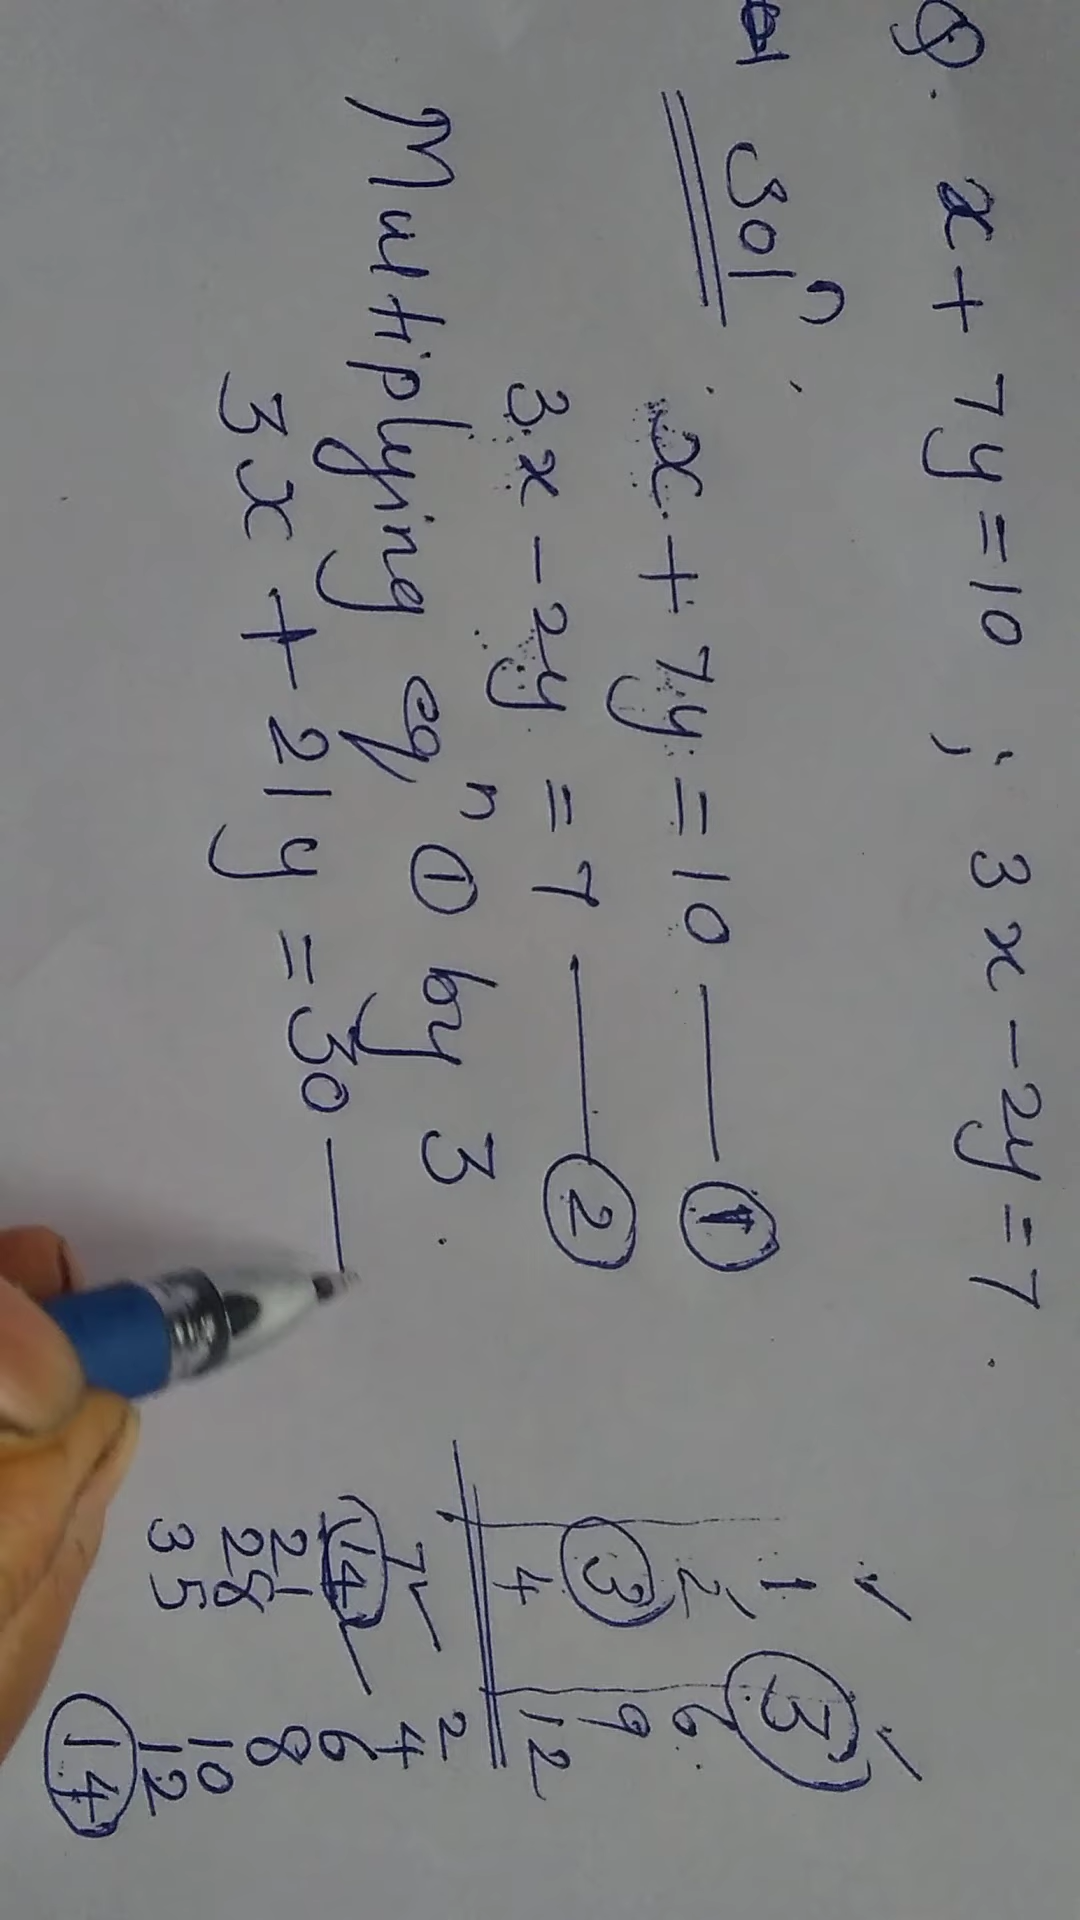 Q. x + 7y = 10 ; 3x - 2y = 7 .
Solⁿ
x + 7y = 10 —— ①
3x - 2y = 7 —— ②
Multiplying eqⁿ ① by 3
3x + 21y = 30 ——
1 3
2 6
3 9
4 12
7 2
14 4
21 6
28 8
35 10
12
14